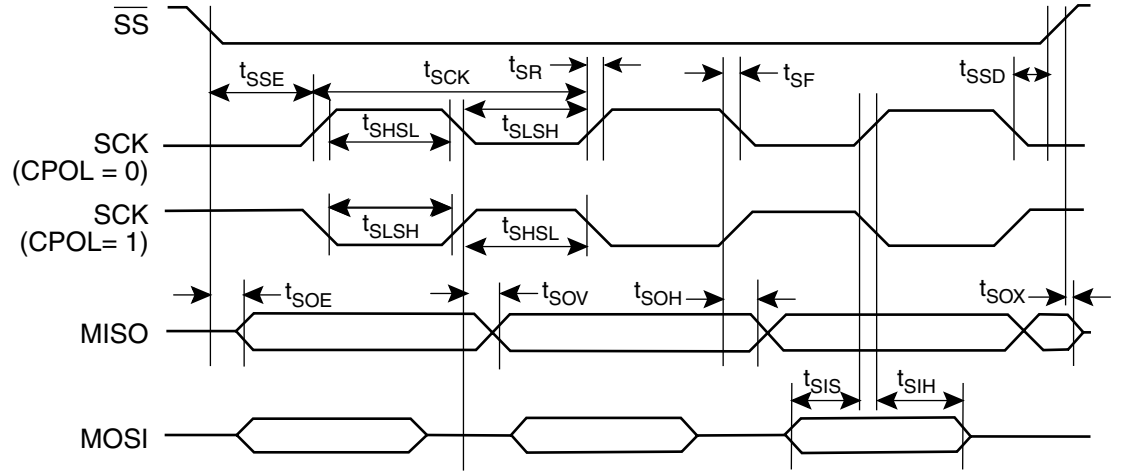 SS
tSSE tSCK tSR tSF tSSD
tSHSL tSLSH
SCK
(CPOL = 0)
SCK
(CPOL= 1)
tSLSH tSHSL
tSOE tSOV tSOH tSOX
MISO
tSIS tSIH
MOSI